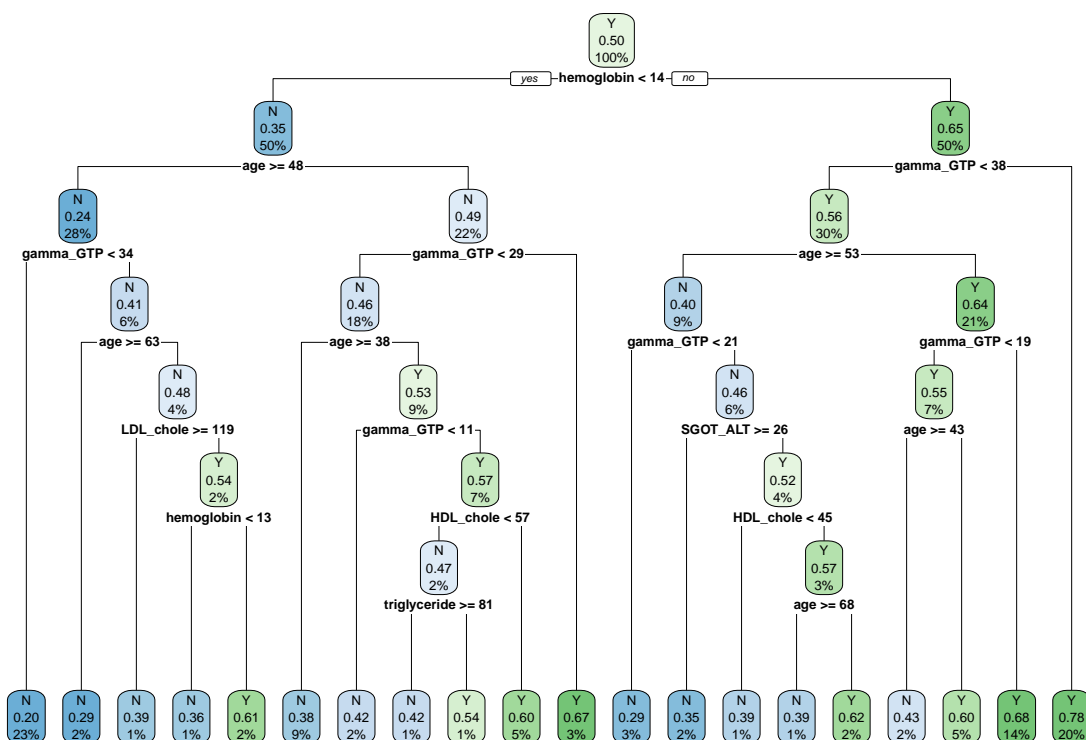 Y
0.50
100%
yes hemoglobin < 14 no
N
0.35
50%
Y
0.65
50%
age >= 48
gamma_GTP < 38
N
0.24
28%
N
0.49
22%
Y
0.56
30%
gamma_GTP < 34
gamma_GTP < 29
age >= 53
N
0.41
6%
N
0.46
18%
N
0.40
9%
Y
0.64
21%
age >= 63
age >= 38
gamma_GTP < 21
gamma_GTP < 19
N
0.48
4%
Y
0.53
9%
N
0.46
6%
Y
0.55
7%
LDL_chole >= 119
gamma_GTP < 11
SGOT_ALT >= 26
age >= 43
Y
0.54
2%
Y
0.57
7%
Y
0.52
4%
hemoglobin < 13
HDL_chole < 57
HDL_chole < 45
N
0.47
2%
Y
0.57
3%
triglyceride >= 81
age >= 68
N
0.20
23%
N
0.29
2%
N
0.39
1%
N
0.36
1%
Y
0.61
2%
N
0.38
9%
N
0.42
2%
N
0.42
1%
Y
0.54
1%
Y
0.60
5%
Y
0.67
3%
N
0.29
3%
N
0.35
2%
N
0.39
1%
N
0.39
1%
Y
0.62
2%
N
0.43
2%
Y
0.60
5%
Y
0.68
14%
Y
0.78
20%